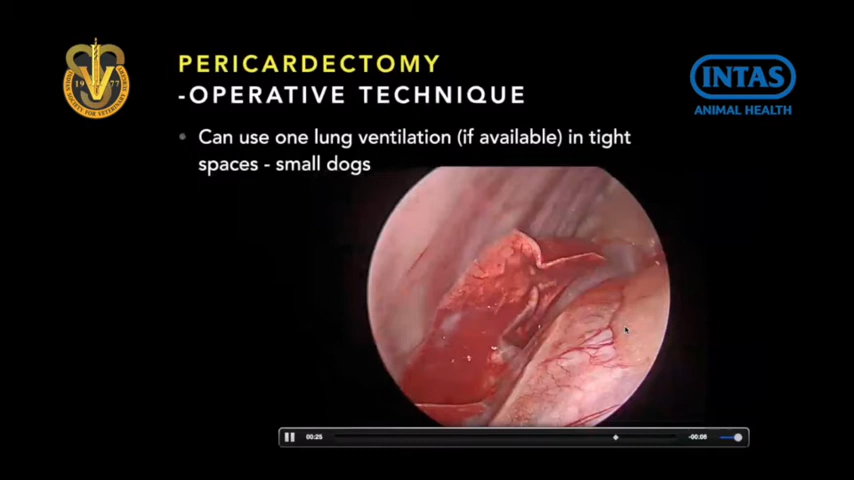 PERICARDECTOMY
-OPERATIVE TECHNIQUE
Can use one lung ventilation (if available) in tight
spaces - small dogs
INTAS
ANIMAL HEALTH
00:25
-00:08